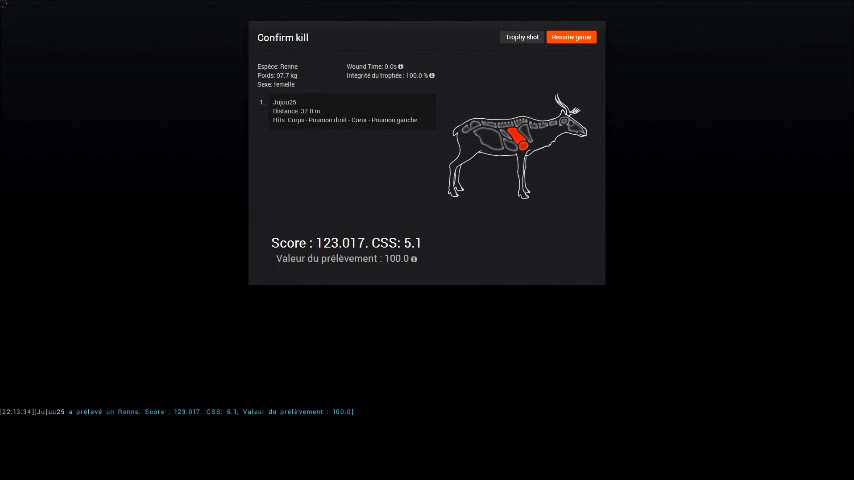 Confirm kill
Trophy shot
Resume game
Espèce: Renne
Poids: 97.7 kg
Sexe: femelle
Wound Time: 0.0s
Intégrité du trophée : 100.0 %
1.
Jujuu25
Distance: 37.8 m
Hits: Corps - Poumon droit - Cœur - Poumon gauche
Score : 123.017. CSS: 5.1
Valeur du prélèvement : 100.0
[22:13:34][Jujuu25 a prélevé un Renne. Score : 123.017. CSS: 5.1, Valeur du prélèvement : 100.0]